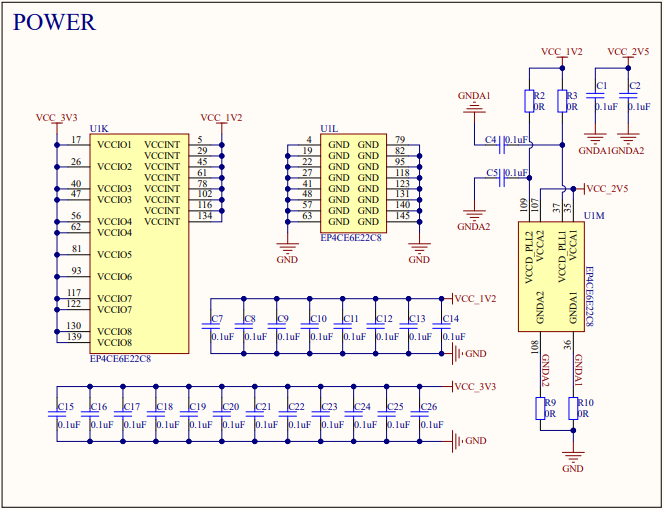 POWER
VCC_1V2
VCC_2V5
GNDA1
R2
0R
R3
0R
C1
0.1uF
C2
0.1uF
VCC_3V3
VCC_1V2
U1K
17 VCCIO1 VCCINT 5
VCCINT 29
26 VCCIO2 VCCINT 45
VCCINT 61
40 VCCIO3 VCCINT 78
47 VCCIO3 VCCINT 102
VCCINT 116
56 VCCIO4 VCCINT 134
62 VCCIO4
81 VCCIO5
93 VCCIO6
117 VCCIO7
122 VCCIO7
130 VCCIO8
139 VCCIO8
EP4CE6E22C8
U1L
4 GND GND 79
19 GND GND 82
22 GND GND 95
27 GND GND 118
41 GND GND 123
48 GND GND 131
57 GND GND 140
63 GND GND 145
EP4CE6E22C8
GND
GND
C4 0.1uF
GNDA1 GNDA2
C5 0.1uF
GNDA2
VCC_2V5
109 107 37 35
U1M
VCCD_PLL2
VCCA2
VCCD_PLL1
VCCA1
GNDA2
GNDA1
EP4CE6E22C8
108
GNDA2
36
GNDA1
R9
0R
R10
0R
GND
VCC_1V2
C7 C8 C9 C10 C11 C12 C13 C14
0.1uF 0.1uF 0.1uF 0.1uF 0.1uF 0.1uF 0.1uF 0.1uF
GND
VCC_3V3
C15 C16 C17 C18 C19 C20 C21 C22 C23 C24 C25 C26
0.1uF 0.1uF 0.1uF 0.1uF 0.1uF 0.1uF 0.1uF 0.1uF 0.1uF 0.1uF 0.1uF 0.1uF
GND